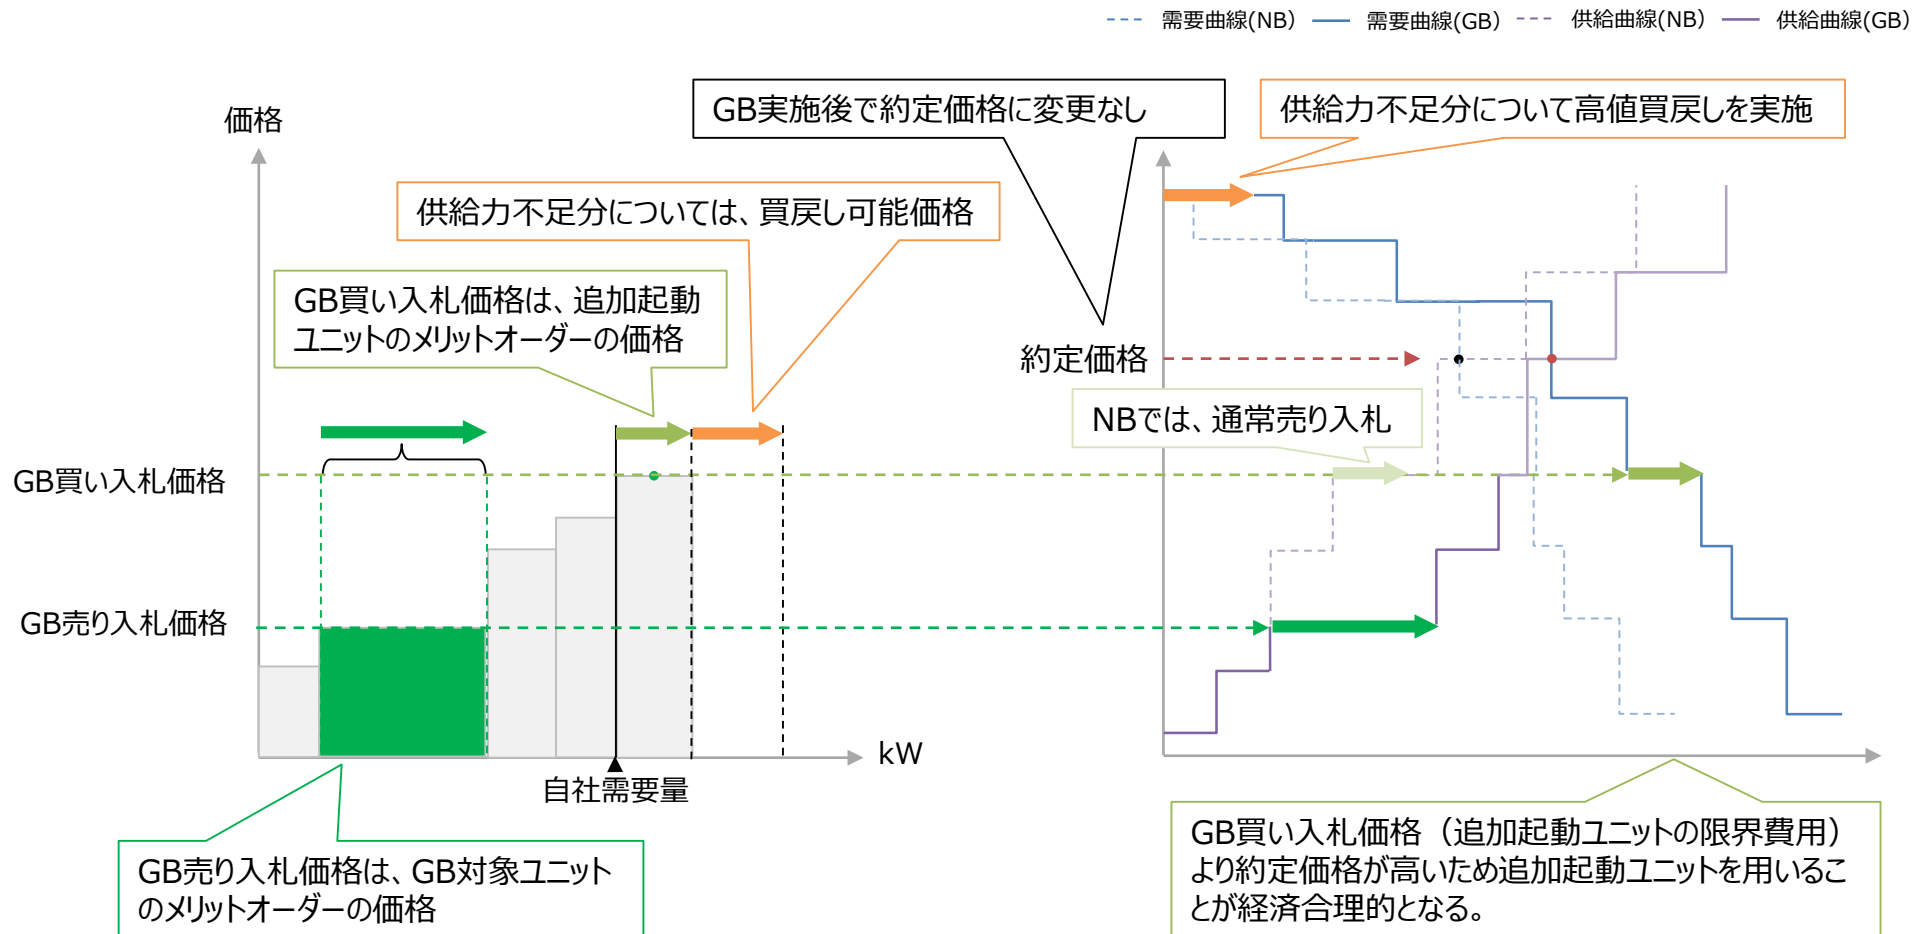 需要曲線(NB)
需要曲線(GB)
供給曲線(NB)
供給曲線(GB)
GB実施後で約定価格に変更なし
供給力不足分について高値買戻しを実施
価格
供給力不足分については、買戻し可能価格
GB買い入札価格は、追加起動
ユニットのメリットオーダーの価格
約定価格
NBでは、通常売り入札
GB買い入札価格
GB売り入札価格
kW
自社需要量
GB売り入札価格は、GB対象ユニット
のメリットオーダーの価格
GB買い入札価格（追加起動ユニットの限界費用）
より約定価格が高いため追加起動ユニットを用いるこ
とが経済合理的となる。